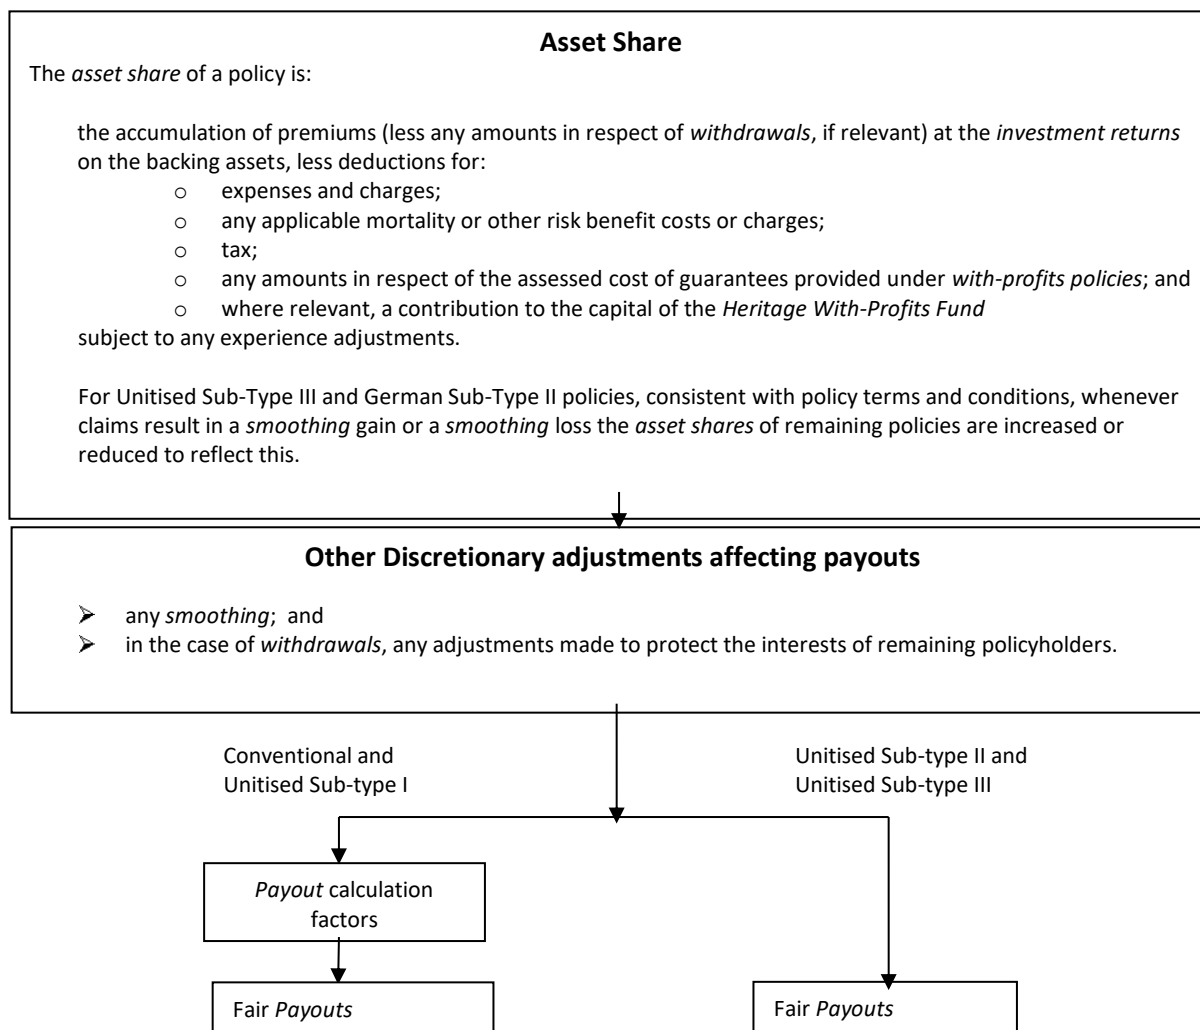 Asset Share
The asset share of a policy is:
the accumulation of premiums (less any amounts in respect of withdrawals, if relevant) at the investment returns
on the backing assets, less deductions for:
o expenses and charges;
o any applicable mortality or other risk benefit costs or charges;
o tax;
o any amounts in respect of the assessed cost of guarantees provided under with-profits policies; and
o where relevant, a contribution to the capital of the Heritage With-Profits Fund
subject to any experience adjustments.
For Unitised Sub-Type III and German Sub-Type II policies, consistent with policy terms and conditions, whenever
claims result in a smoothing gain or a smoothing loss the asset shares of remaining policies are increased or
reduced to reflect this.
Other Discretionary adjustments affecting payouts
➢ any smoothing; and
➢ in the case of withdrawals, any adjustments made to protect the interests of remaining policyholders.
Conventional and
Unitised Sub-type I
Unitised Sub-type II and
Unitised Sub-type III
Payout calculation
factors
Fair Payouts
Fair Payouts